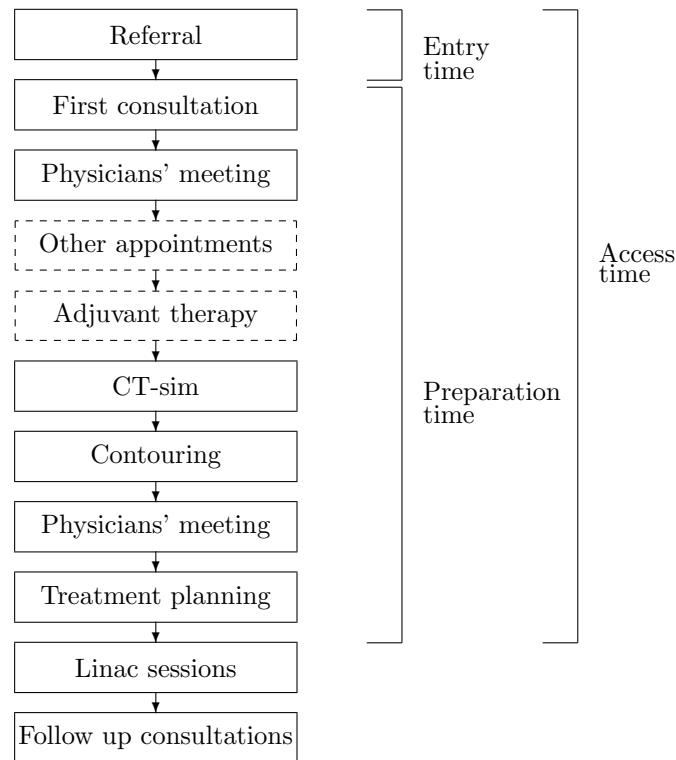 Referral
First consultation
Physicians' meeting
Other appointments
Adjuvant therapy
CT-sim
Contouring
Physicians' meeting
Treatment planning
Linac sessions
Follow up consultations
Entry
time
Preparation
time
Access
time